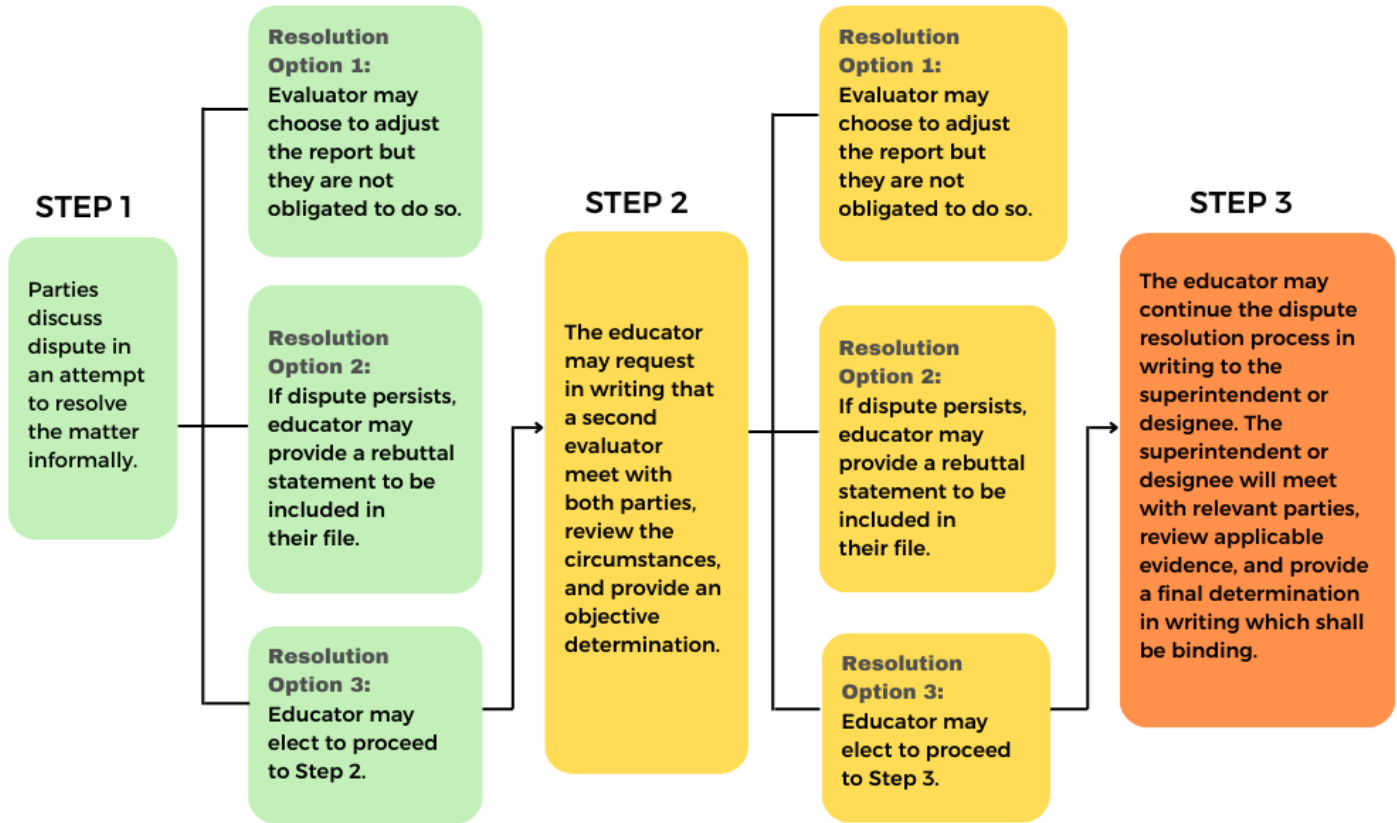 STEP 1
Parties
discuss
dispute in
an attempt
to resolve
the matter
informally.
Resolution
Option 1:
Evaluator may
choose to adjust
the report but
they are not
obligated to do so.
Resolution
Option 2:
If dispute persists,
educator may
provide a rebuttal
statement to be
included in
their file.
Resolution
Option 3:
Educator may
elect to proceed
to Step 2.
STEP 2
The educator
may request
in writing that
a second
evaluator
meet with
both parties,
review the
circumstances,
and provide an
objective
determination.
Resolution
Option 1:
Evaluator may
choose to adjust
the report but
they are not
obligated to do so.
Resolution
Option 2:
If dispute persists,
educator may
provide a rebuttal
statement to be
included in
their file.
Resolution
Option 3:
Educator may
elect to proceed
to Step 3.
STEP 3
The educator may
continue the dispute
resolution process in
writing to the
superintendent or
designee. The
superintendent or
designee will meet
with relevant parties,
review applicable
evidence, and provide
a final determination
in writing which shall
be binding.